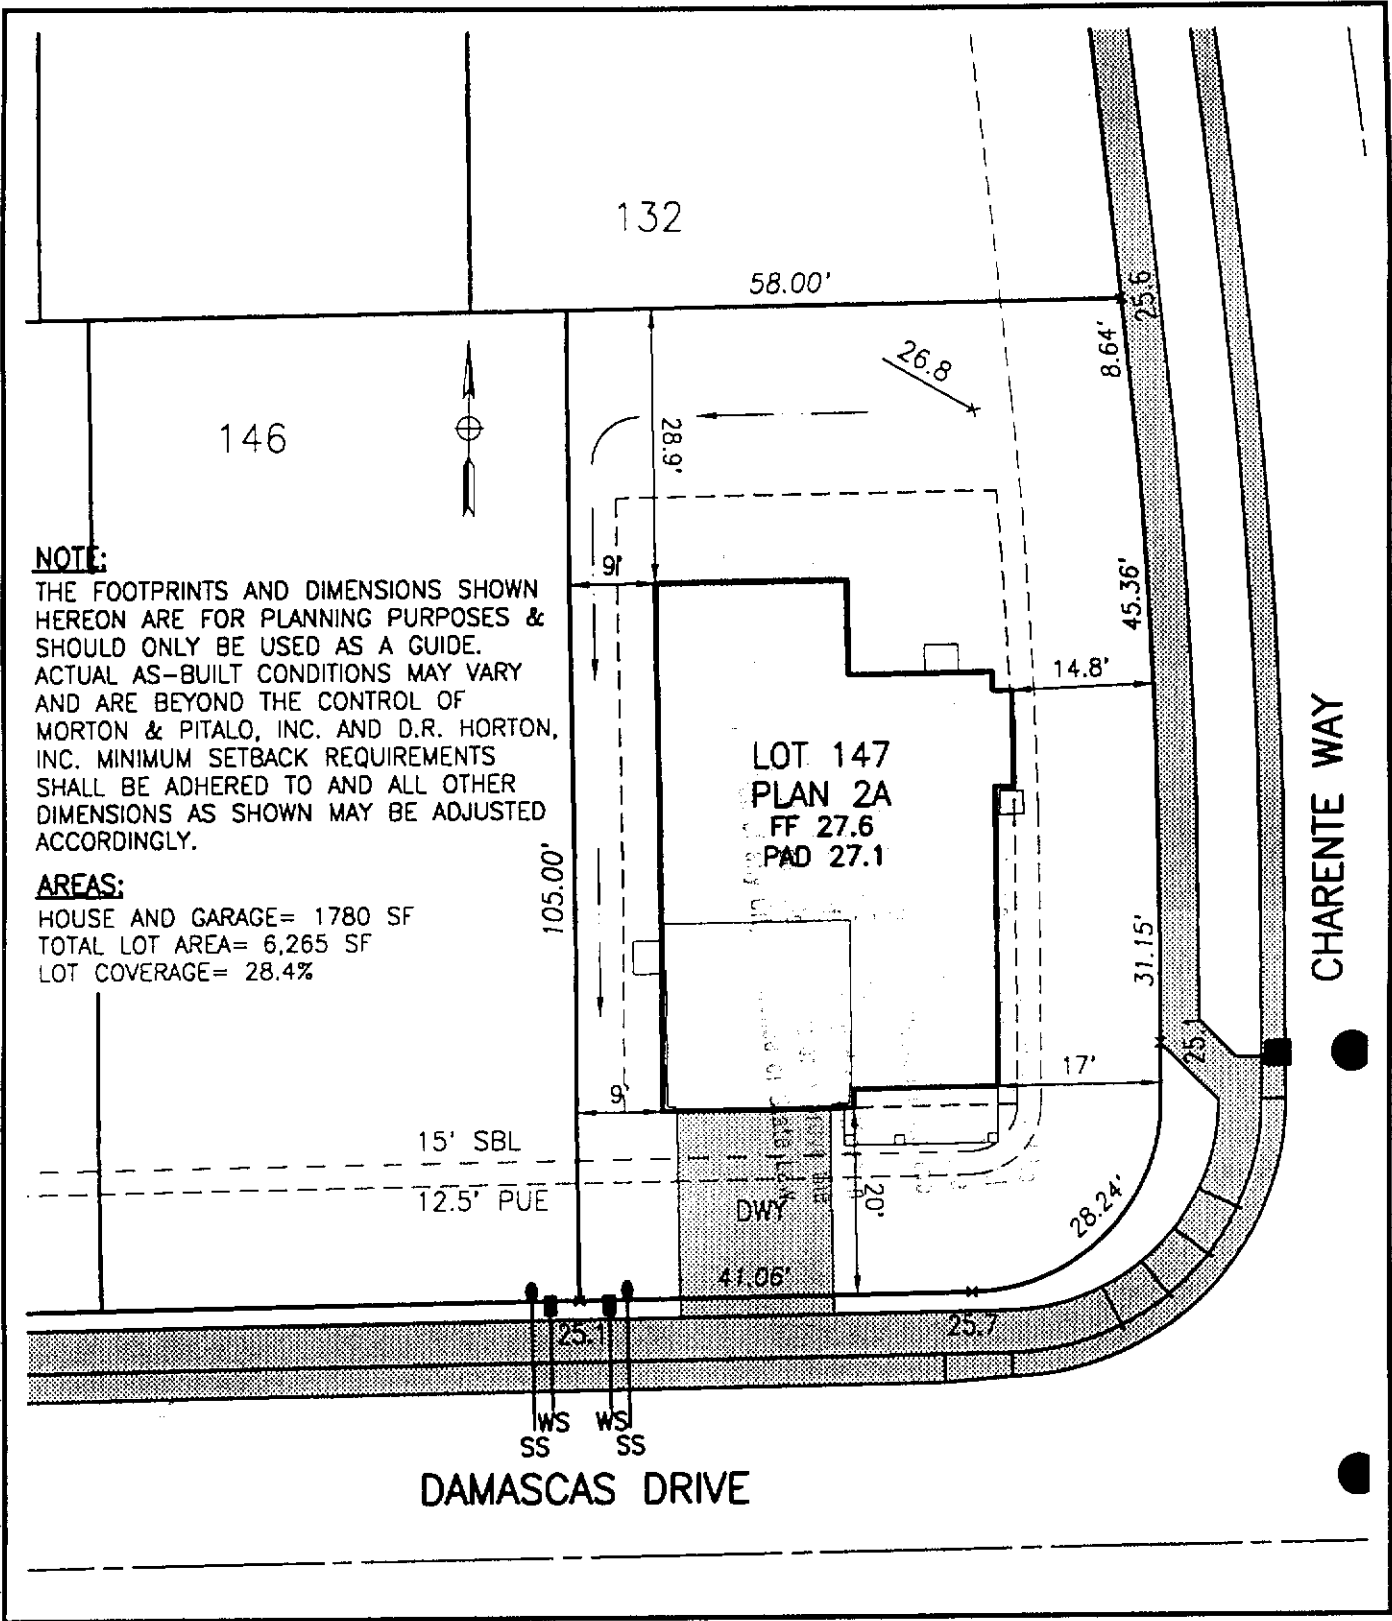 132
58.00'
25.6
8.64'
26.8
28.9'
146
NOTE:
THE FOOTPRINTS AND DIMENSIONS SHOWN
HEREON ARE FOR PLANNING PURPOSES &
SHOULD ONLY BE USED AS A GUIDE.
ACTUAL AS-BUILT CONDITIONS MAY VARY
AND ARE BEYOND THE CONTROL OF
MORTON & PITALO, INC. AND D.R. HORTON,
INC. MINIMUM SETBACK REQUIREMENTS
SHALL BE ADHERED TO AND ALL OTHER
DIMENSIONS AS SHOWN MAY BE ADJUSTED
ACCORDINGLY.
9'
45.36'
14.8'
LOT 147
PLAN 2A
FF 27.6
PAD 27.1
CHARENTE WAY
105.00'
AREAS:
HOUSE AND GARAGE= 1780 SF
TOTAL LOT AREA= 6,265 SF
LOT COVERAGE= 28.4%
31.15'
25.1
17'
9'
15' SBL
12.5' PUE
DWY
20'
28.24'
41.06'
25.1
25.7
WS
WS
SS
SS
DAMASCAS DRIVE